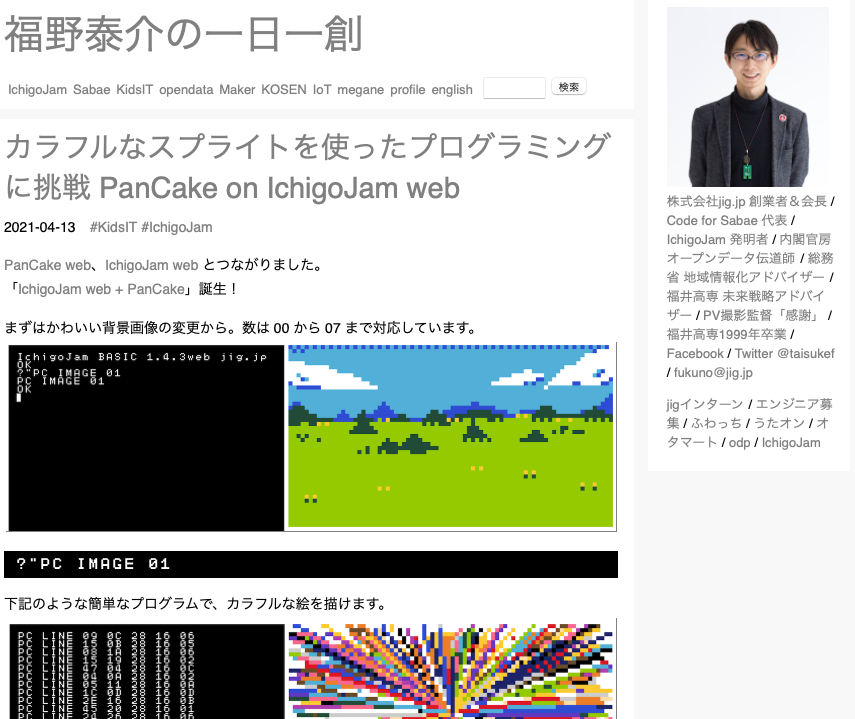 福野泰介の一日一創
IchigoJam Sabae KidsIT opendata Maker KOSEN IoT megane profile english 検索
カラフルなスプライトを使ったプログラミング
に挑戦 PanCake on IchigoJam web
2021-04-13 #KidsIT #IchigoJam
PanCake web、IchigoJam web とつながりました。
「IchigoJam web + PanCake」誕生！
まずはかわいい背景画像の変更から。数は 00 から 07 まで対応しています。
IchigoJam BASIC 1.4.3web jig.jp
OK
?"PC IMAGE 01
PC IMAGE 01
OK
?"PC IMAGE 01
下記のような簡単なプログラムで、カラフルな絵を描けます。
PC LINE 09 0C 28 16 06
PC LINE 15 0B 28 16 05
PC LINE 08 1A 28 16 06
PC LINE 15 19 28 16 02
PC LINE 47 04 28 16 0C
PC LINE 04 0A 28 16 02
PC LINE 05 11 28 16 0A
PC LINE 1C 0D 28 16 0D
PC LINE 2E 16 28 16 0B
PC LINE 45 20 28 16 01
PC LINE 24 26 28 16 06
株式会社jig.jp 創業者＆会長 /
Code for Sabae 代表 /
IchigoJam 発明者 / 内閣官房
オープンデータ伝道師 / 総務
省 地域情報化アドバイザー /
福井高専 未来戦略アドバイ
ザー / PV撮影監督「感謝」 /
福井高専1999年卒業 /
Facebook / Twitter @taisukef
/ fukuno@jig.jp
jigインターン / エンジニア募
集 / ふわっち / うたオン / オ
タマート / odp / IchigoJam